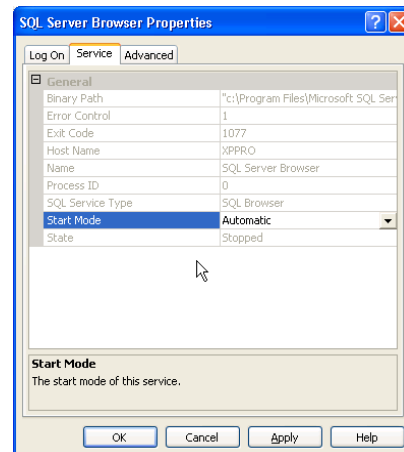 SQL Server Browser Properties
Log On Service Advanced
General
Binary Path "c:\Program Files\Microsoft SQL Ser
Error Control 1
Exit Code 1077
Host Name XPPRO
Name SQL Server Browser
Process ID 0
SQL Service Type SQL Browser
Start Mode Automatic
State Stopped
Start Mode
The start mode of this service.
OK Cancel Apply Help